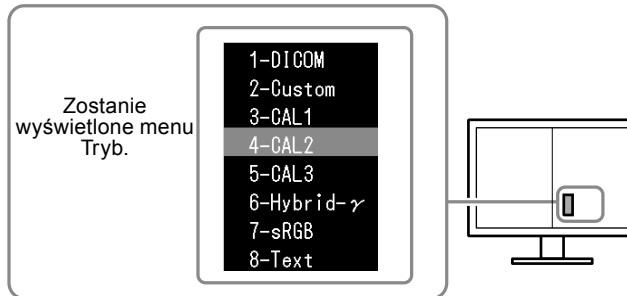 Zostanie
wyświetlone menu
Tryb.
1-DICOM
2-Custom
3-CAL1
4-CAL2
5-CAL3
6-Hybrid-γ
7-sRGB
8-Text